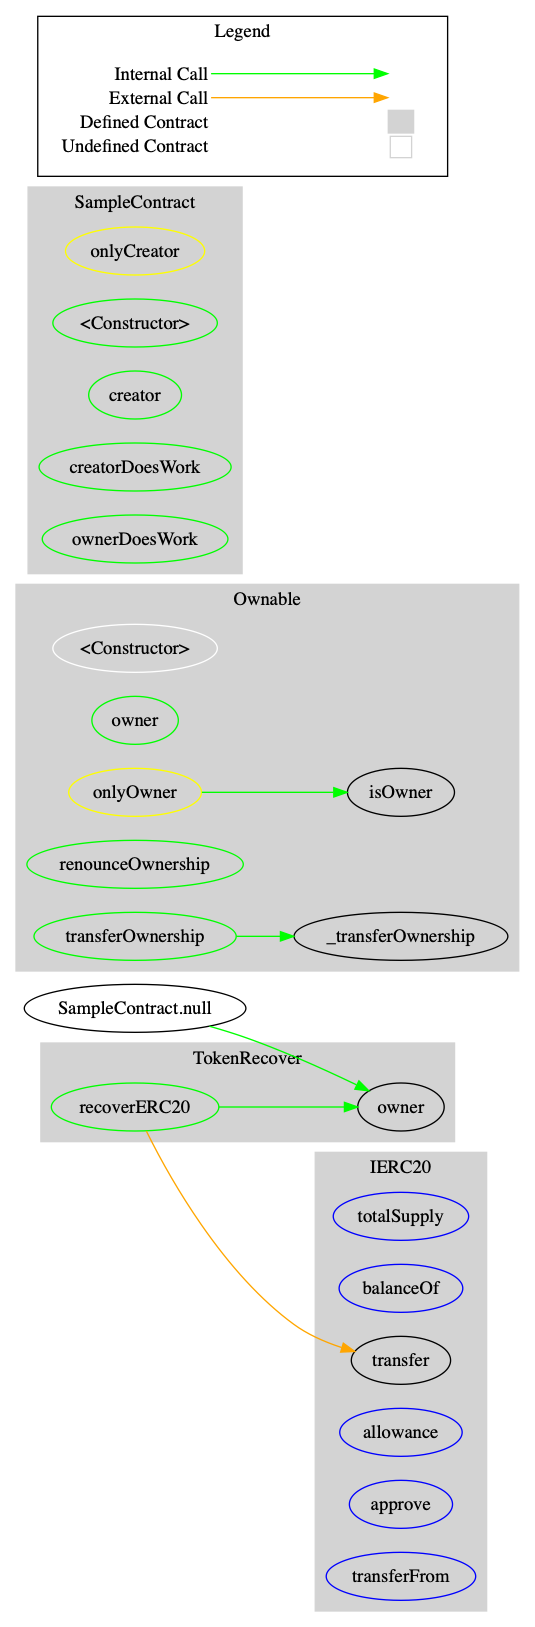 Legend
Internal Call
External Call
Defined Contract
Undefined Contract
SampleContract
onlyCreator
<Constructor>
creator
creatorDoesWork
ownerDoesWork
Ownable
<Constructor>
owner
onlyOwner
isOwner
renounceOwnership
transferOwnership
_transferOwnership
SampleContract.null
TokenRecover
recoverERC20
owner
IERC20
totalSupply
balanceOf
transfer
allowance
approve
transferFrom